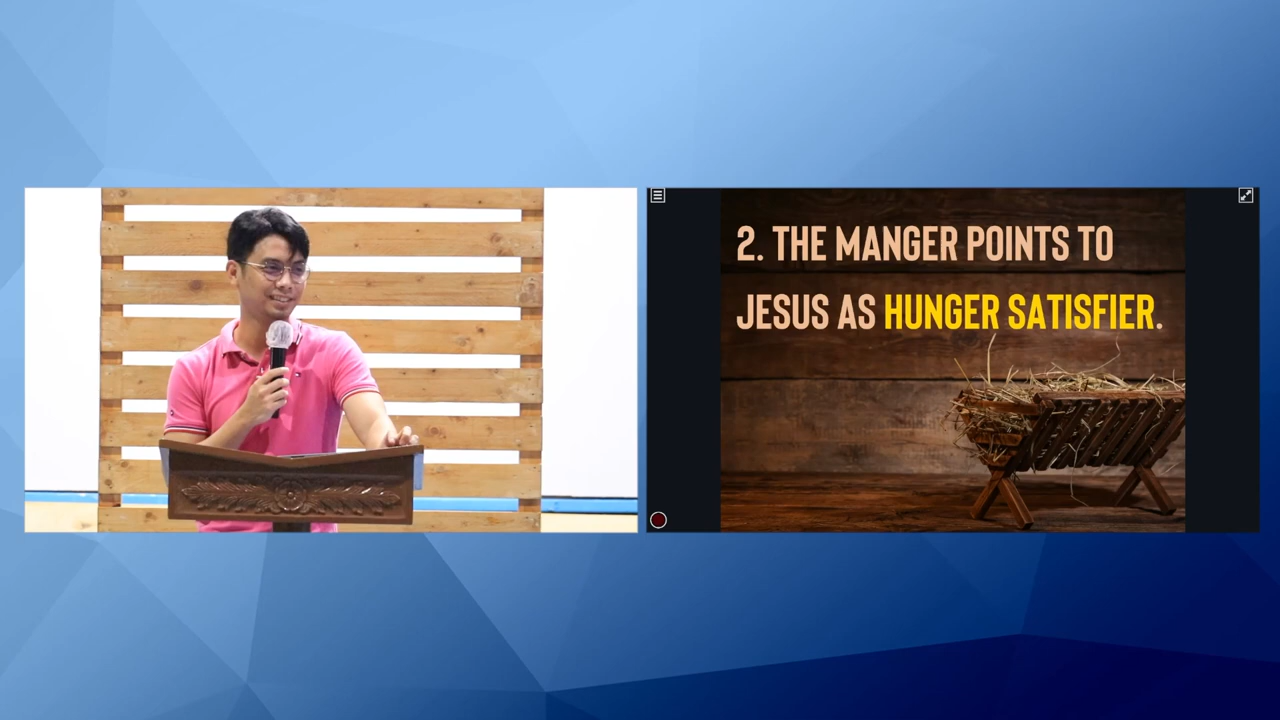 2. THE MANGER POINTS TO
JESUS AS HUNGER SATISFIER.